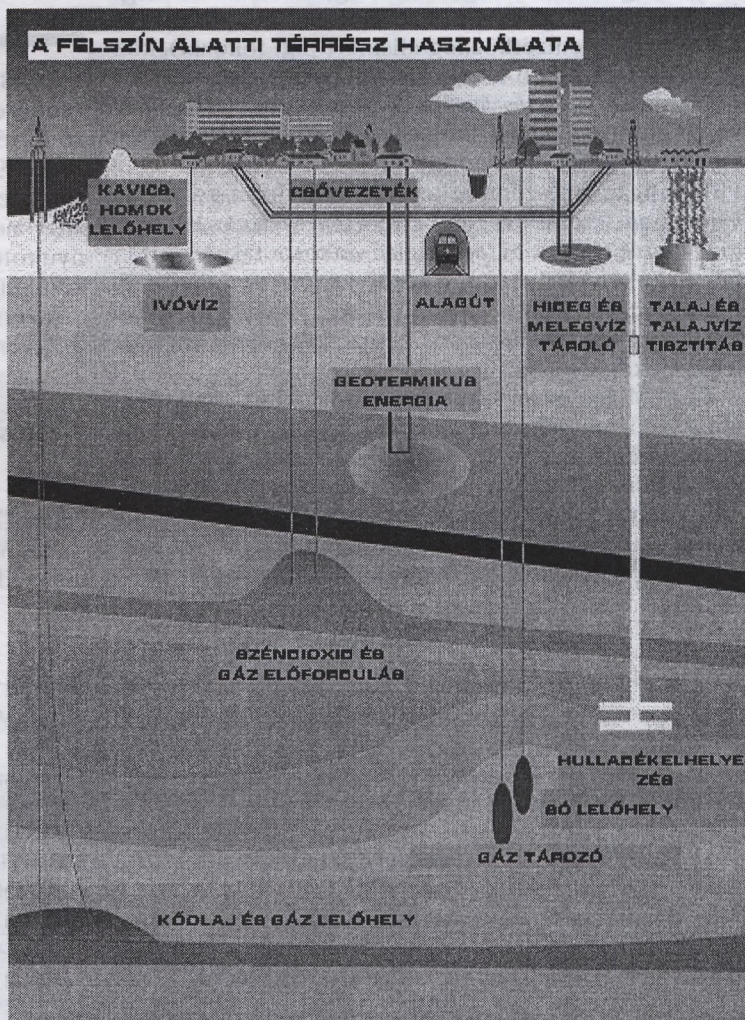 A FELSZÍN ALATTI TÉRRÉSZ HASZNÁLATA
KAVICS,
HOMOK
LELŐHELY
CSŐVEZETÉK
IVÓVÍZ
ALAGÚT
HIDEG ÉS
MELEGVÍZ
TÁROLÓ
TALAJ ÉS
TALAJVÍZ
TISZTÍTÁS
GEOTERMIKUS
ENERGIA
SZÉNDIOXID ÉS
GÁZ ELŐFORDULÁS
HULLADÉKELHELYE
ZÉS
SÓ LELŐHELY
GÁZ TÁROZÓ
KŐOLAJ ÉS GÁZ LELŐHELY